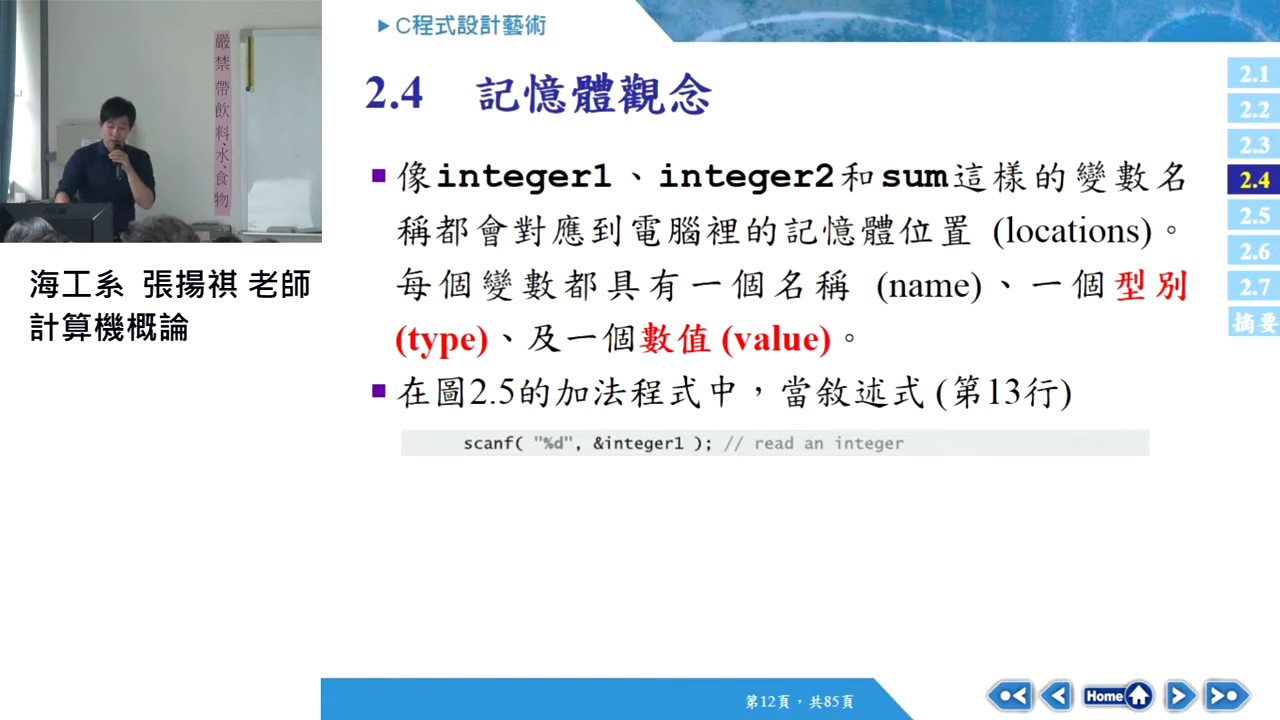 嚴禁帶飲料、水、食物
海工系 張揚祺 老師
計算機概論
C程式設計藝術
2.4 記憶體觀念
像integer1、integer2和sum這樣的變數名
稱都會對應到電腦裡的記憶體位置 (locations)。
每個變數都具有一個名稱 (name)、一個型別
(type)、及一個數值 (value)。
在圖2.5的加法程式中，當敘述式 (第13行)
scanf( "%d", &integer1 ); // read an integer
2.1
2.2
2.3
2.4
2.5
2.6
2.7
摘要
第12頁，共85頁
Home